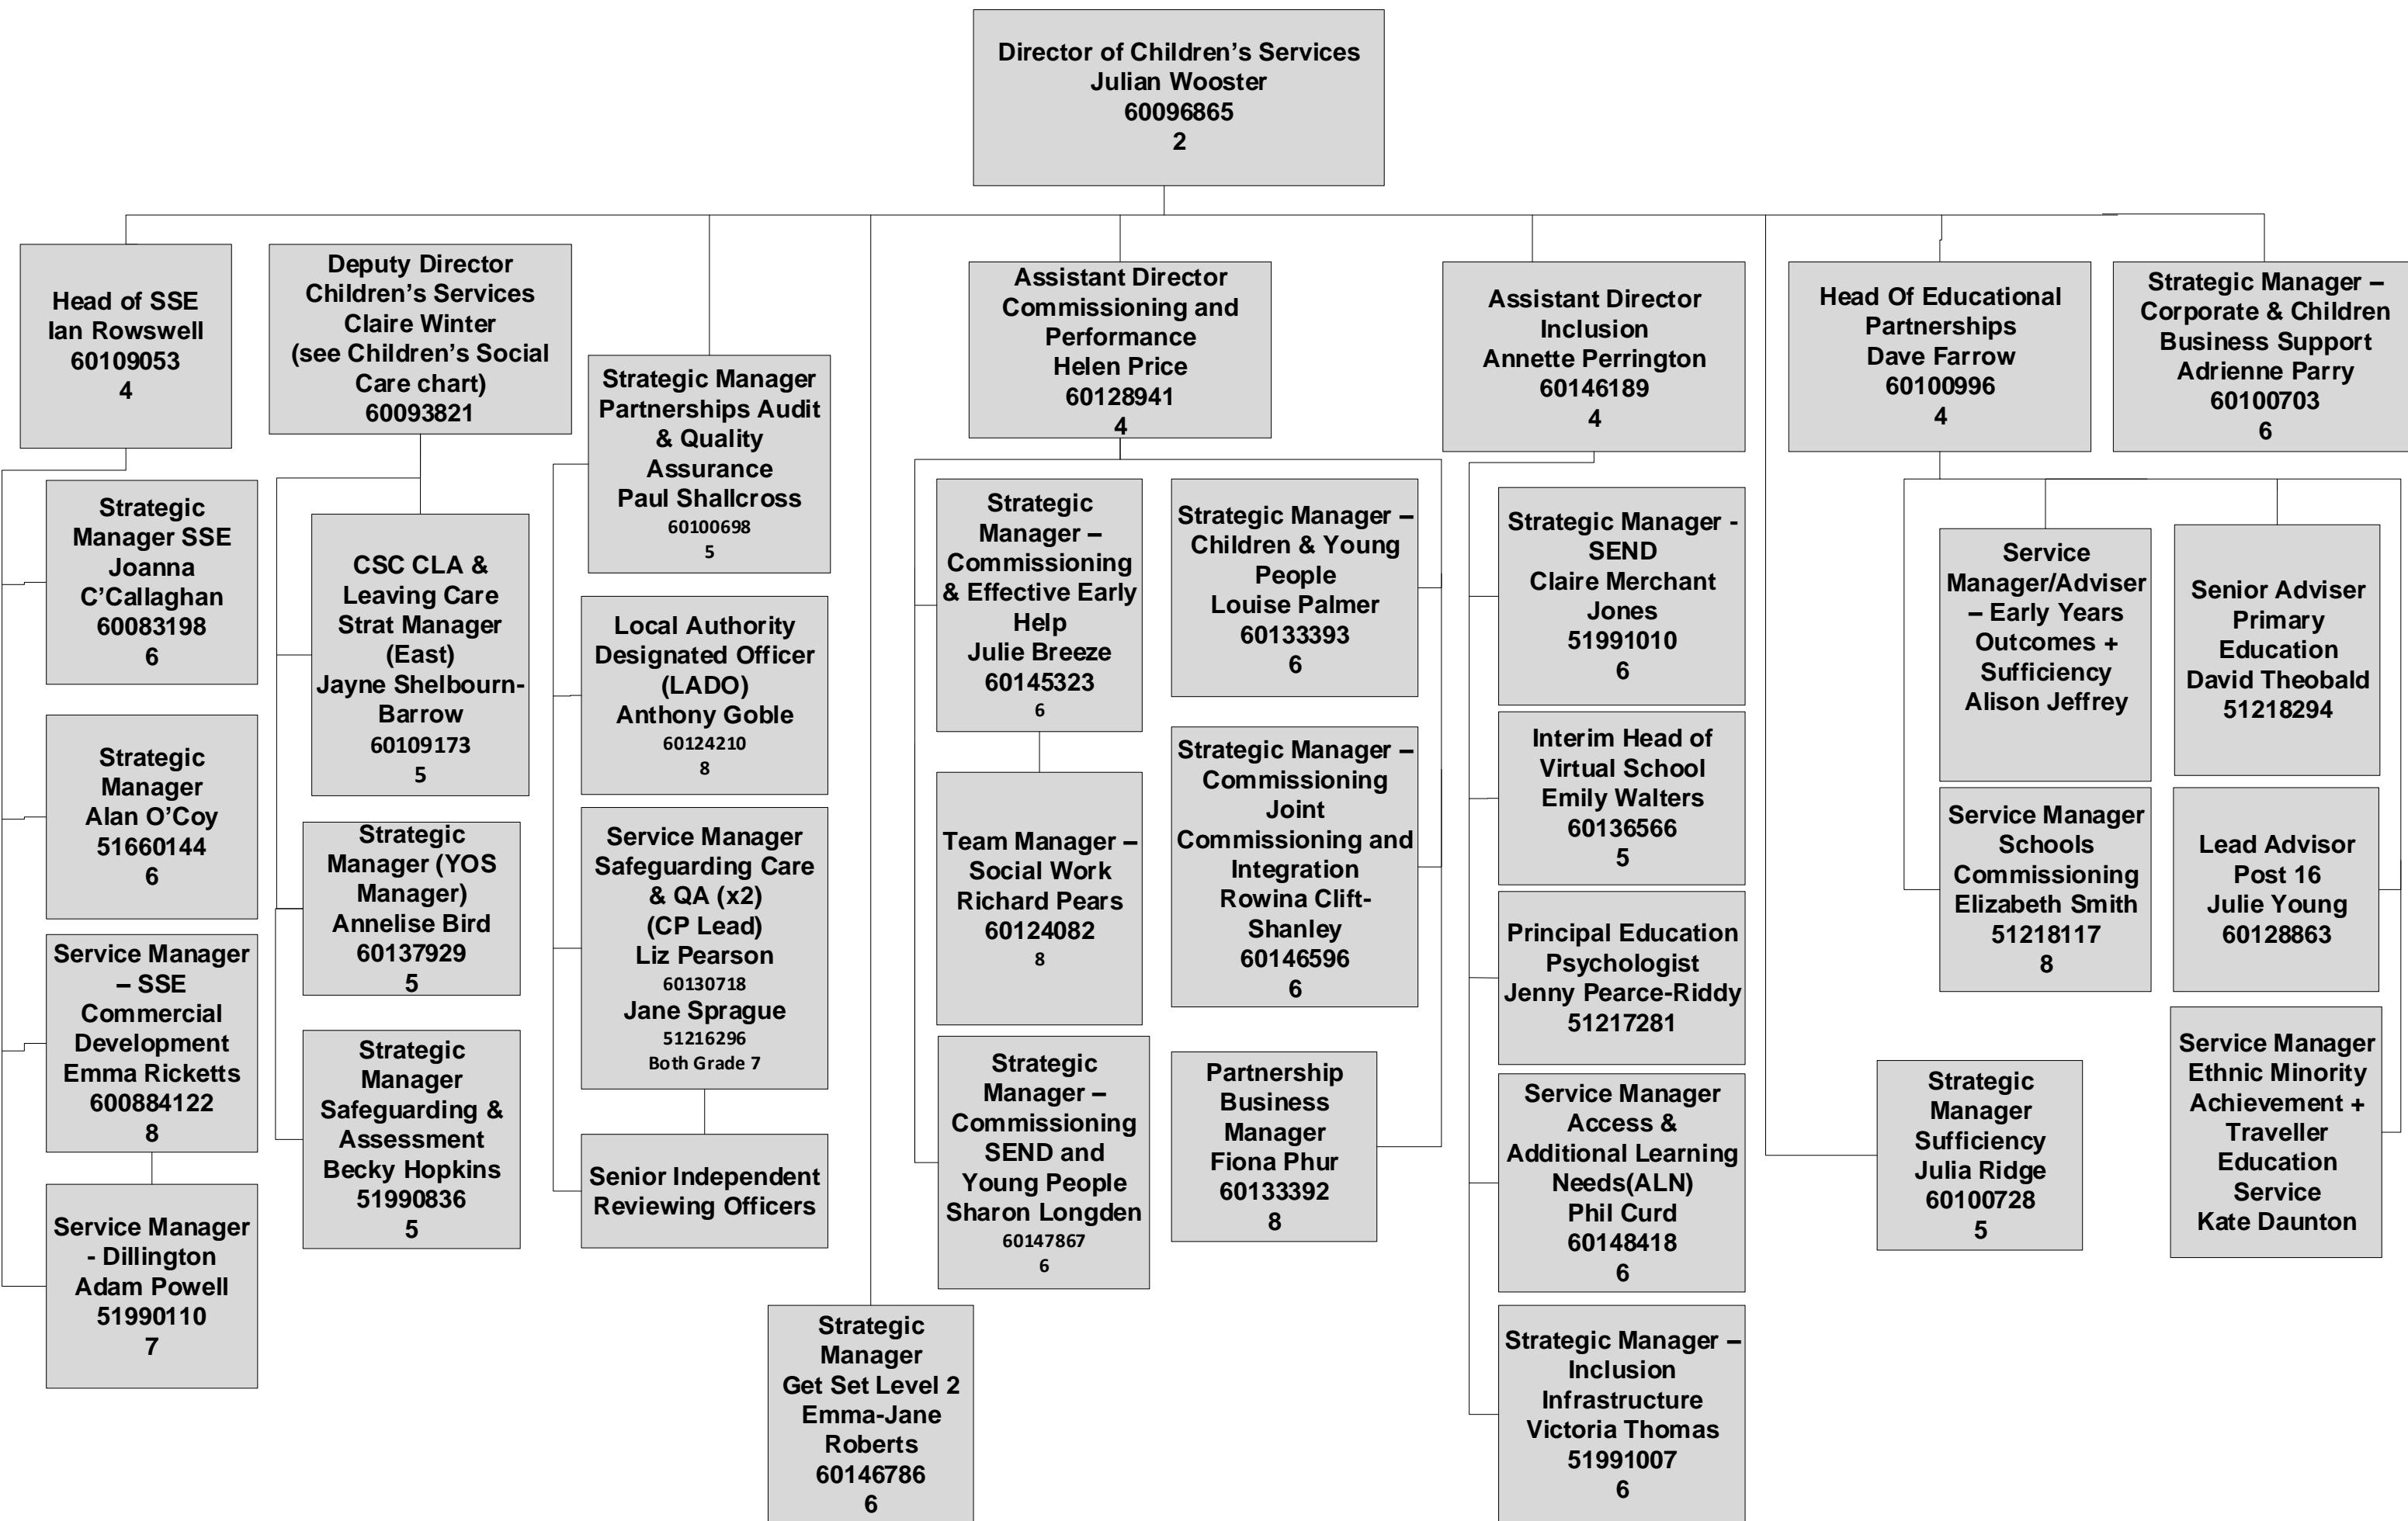 Director of Children's Services
Julian Wooster
60096865
2
Head of SSE
Ian Rowswell
60109053
4
Deputy Director
Children's Services
Claire Winter
(see Children's Social
Care chart)
60093821
Strategic Manager
Partnerships Audit
& Quality
Assurance
Paul Shallcross
60100698
5
Assistant Director
Commissioning and
Performance
Helen Price
60128941
4
Assistant Director
Inclusion
Annette Perrington
60146189
4
Head Of Educational
Partnerships
Dave Farrow
60100996
4
Strategic Manager –
Corporate & Children
Business Support
Adrienne Parry
60100703
6
Strategic
Manager SSE
Joanna
O'Callaghan
60083198
6
Strategic
Manager
Alan O'Coy
51660144
6
Service Manager
– SSE
Commercial
Development
Emma Ricketts
600884122
8
Service Manager
- Dillington
Adam Powell
51990110
7
CSC CLA &
Leaving Care
Strat Manager
(East)
Jayne Shelbourn-
Barrow
60109173
5
Strategic
Manager (YOS
Manager)
Annelise Bird
60137929
5
Strategic
Manager
Safeguarding &
Assessment
Becky Hopkins
51990836
5
Local Authority
Designated Officer
(LADO)
Anthony Goble
60124210
8
Service Manager
Safeguarding Care
& QA (x2)
(CP Lead)
Liz Pearson
60130718
Jane Sprague
51216296
Both Grade 7
Senior Independent
Reviewing Officers
Strategic
Manager
Get Set Level 2
Emma-Jane
Roberts
60146786
6
Strategic
Manager –
Commissioning
& Effective Early
Help
Julie Breeze
60145323
6
Team Manager –
Social Work
Richard Pears
60124082
8
Strategic
Manager –
Commissioning
SEND and
Young People
Sharon Longden
60147867
6
Strategic Manager –
Children & Young
People
Louise Palmer
60133393
6
Strategic Manager –
Commissioning
Joint
Commissioning and
Integration
Rowina Clift-
Shanley
60146596
6
Partnership
Business
Manager
Fiona Phur
60133392
8
Strategic Manager -
SEND
Claire Merchant
Jones
51991010
6
Interim Head of
Virtual School
Emily Walters
60136566
5
Principal Education
Psychologist
Jenny Pearce-Riddy
51217281
Service Manager
Access &
Additional Learning
Needs(ALN)
Phil Curd
60148418
6
Strategic Manager –
Inclusion
Infrastructure
Victoria Thomas
51991007
6
Strategic
Manager
Sufficiency
Julia Ridge
60100728
5
Service
Manager/Adviser
– Early Years
Outcomes +
Sufficiency
Alison Jeffrey
Service Manager
Schools
Commissioning
Elizabeth Smith
51218117
8
Senior Adviser
Primary
Education
David Theobald
51218294
Lead Advisor
Post 16
Julie Young
60128863
Service Manager
Ethnic Minority
Achievement +
Traveller
Education
Service
Kate Daunton